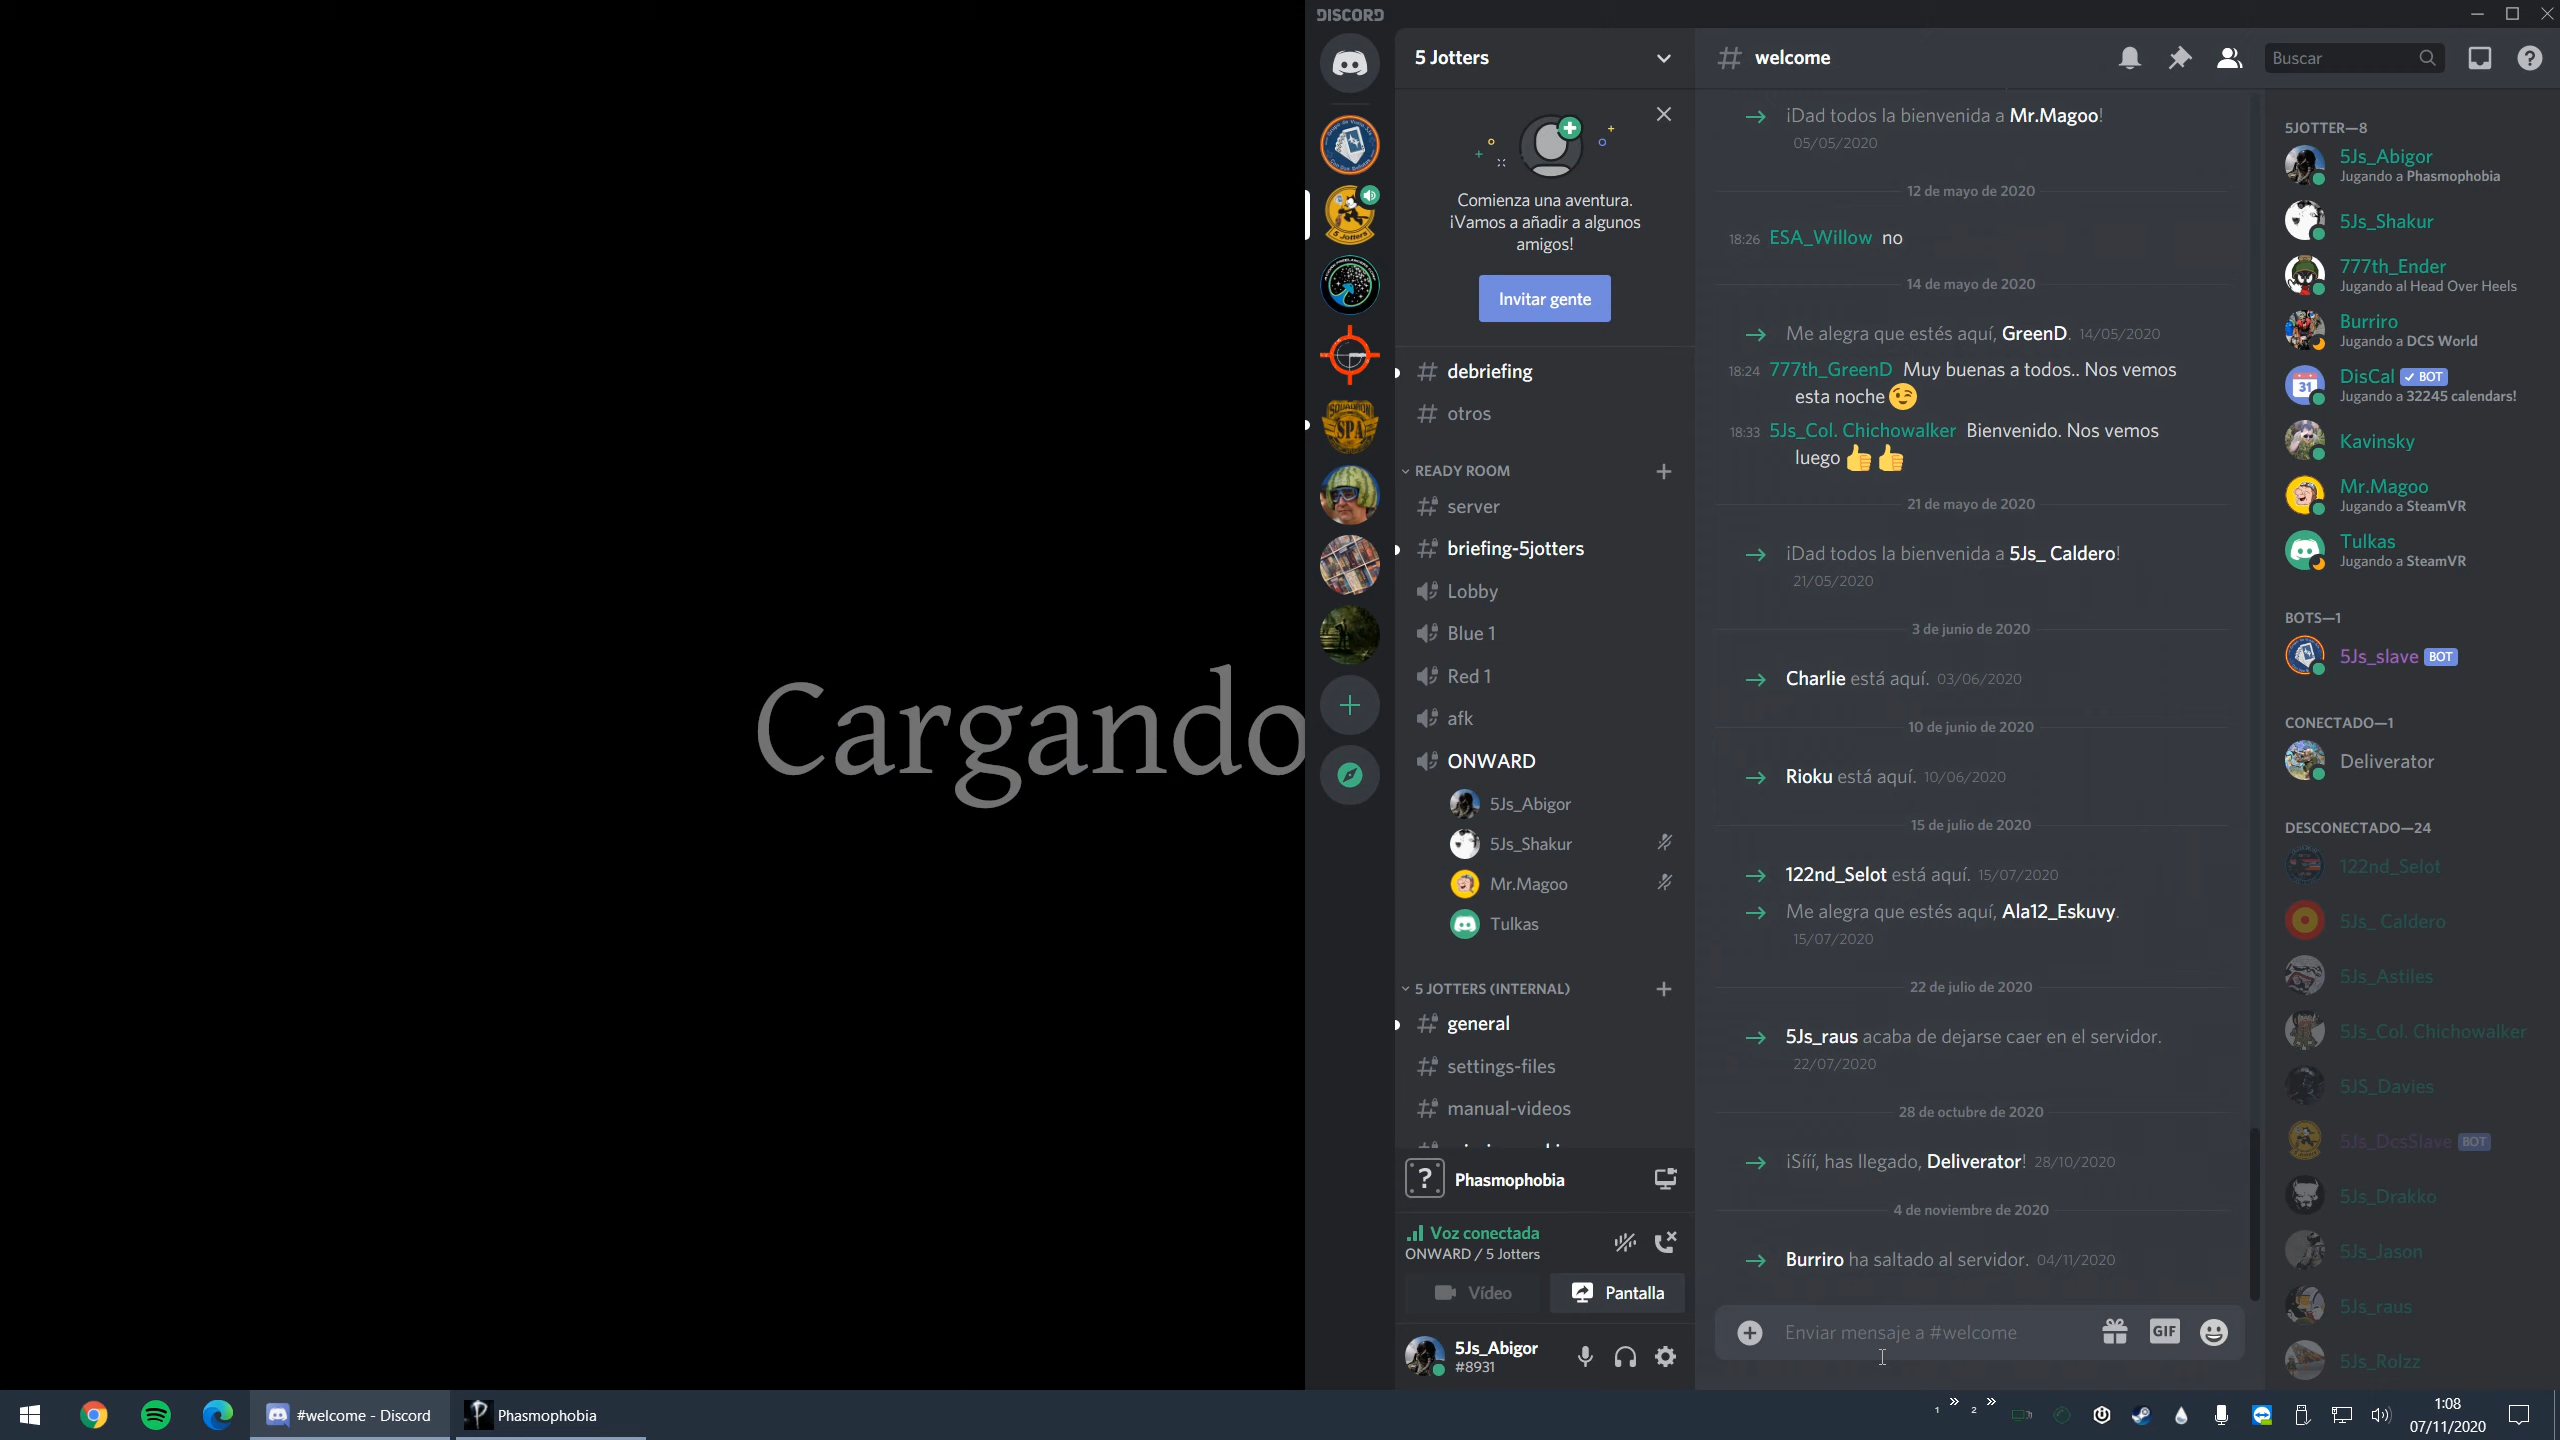 DISCORD
5 Jotters
Comienza una aventura.
¡Vamos a añadir a algunos
amigos!
Invitar gente
debriefing
otros
READY ROOM
server
briefing-5jotters
Lobby
Blue 1
Red 1
afk
ONWARD
5Js_Abigor
5Js_Shakur
Mr.Magoo
Tulkas
5 JOTTERS (INTERNAL)
general
settings-files
manual-videos
Phasmophobia
Voz conectada
ONWARD / 5 Jotters
Vídeo
Pantalla
5Js_Abigor
#8931
Cargando
# welcome
Buscar
¡Dad todos la bienvenida a Mr.Magoo!
05/05/2020
12 de mayo de 2020
18:26 ESA_Willow no
14 de mayo de 2020
Me alegra que estés aquí, GreenD. 14/05/2020
18:24 777th_GreenD Muy buenas a todos.. Nos vemos
esta noche 😉
18:33 5Js_Col. Chichowalker Bienvenido. Nos vemos
luego 👍 👍
21 de mayo de 2020
¡Dad todos la bienvenida a 5Js_ Caldero!
21/05/2020
3 de junio de 2020
Charlie está aquí. 03/06/2020
10 de junio de 2020
Rioku está aquí. 10/06/2020
15 de julio de 2020
122nd_Selot está aquí. 15/07/2020
Me alegra que estés aquí, Ala12_Eskuvy.
15/07/2020
22 de julio de 2020
5Js_raus acaba de dejarse caer en el servidor.
22/07/2020
28 de octubre de 2020
¡Sííí, has llegado, Deliverator! 28/10/2020
4 de noviembre de 2020
Burriro ha saltado al servidor. 04/11/2020
Enviar mensaje a #welcome
GIF
5JOTTER—8
5Js_Abigor
Jugando a Phasmophobia
5Js_Shakur
777th_Ender
Jugando al Head Over Heels
Burriro
Jugando a DCS World
DisCal ✓ BOT
Jugando a 32245 calendars!
Kavinsky
Mr.Magoo
Jugando a SteamVR
Tulkas
Jugando a SteamVR
BOTS—1
5Js_slave BOT
CONECTADO—1
Deliverator
DESCONECTADO—24
122nd_Selot
5Js_ Caldero
5Js_Astiles
5Js_Col. Chichowalker
5JS_Davies
5Js_DcsSlave BOT
5Js_Drakko
5Js_Jason
5Js_raus
5Js_Rolzz
#welcome - Discord
Phasmophobia
1 » 2 »
1:08
07/11/2020